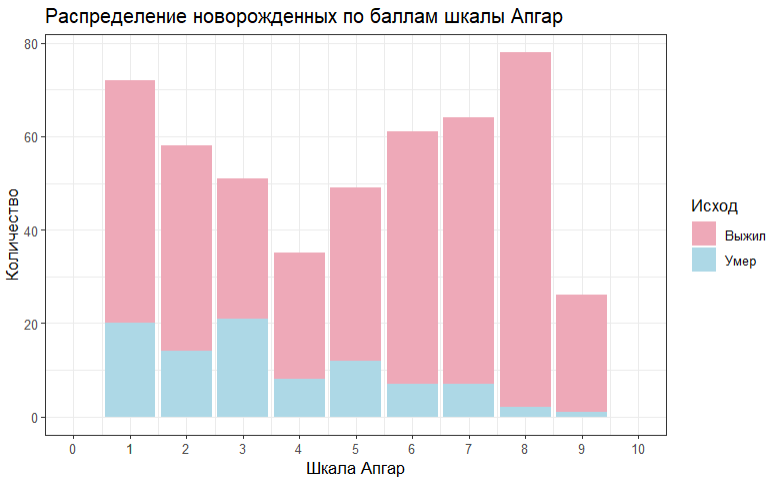 Распределение новорожденных по баллам шкалы Апгар
80
60
40
20
0
Количество
0 1 2 3 4 5 6 7 8 9 10
Шкала Апгар
Исход
Выжил
Умер